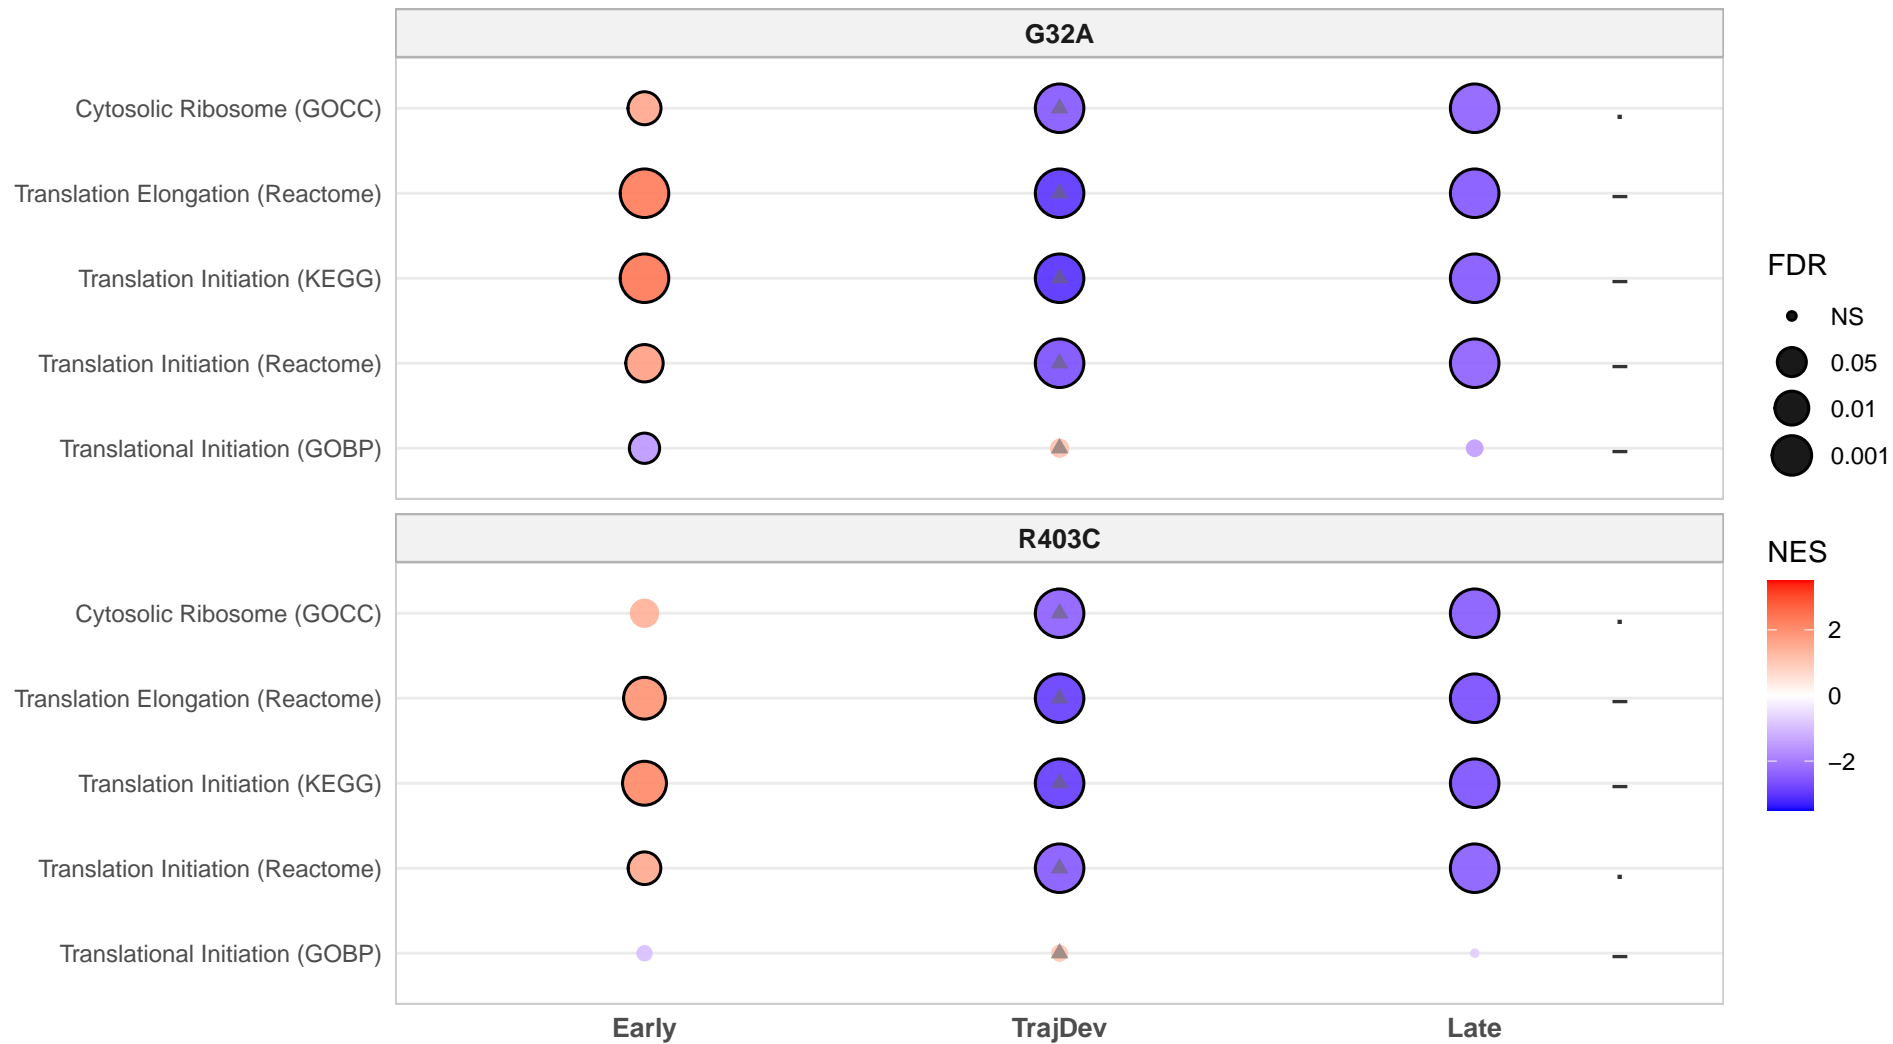 G32A
Cytosolic Ribosome (GOCC)
.
Translation Elongation (Reactome)
–
Translation Initiation (KEGG)
–
Translation Initiation (Reactome)
–
Translational Initiation (GOBP)
–
R403C
Cytosolic Ribosome (GOCC)
.
Translation Elongation (Reactome)
–
Translation Initiation (KEGG)
–
Translation Initiation (Reactome)
.
Translational Initiation (GOBP)
–
Early TrajDev Late
FDR
NS
0.05
0.01
0.001
NES
2
0
−2